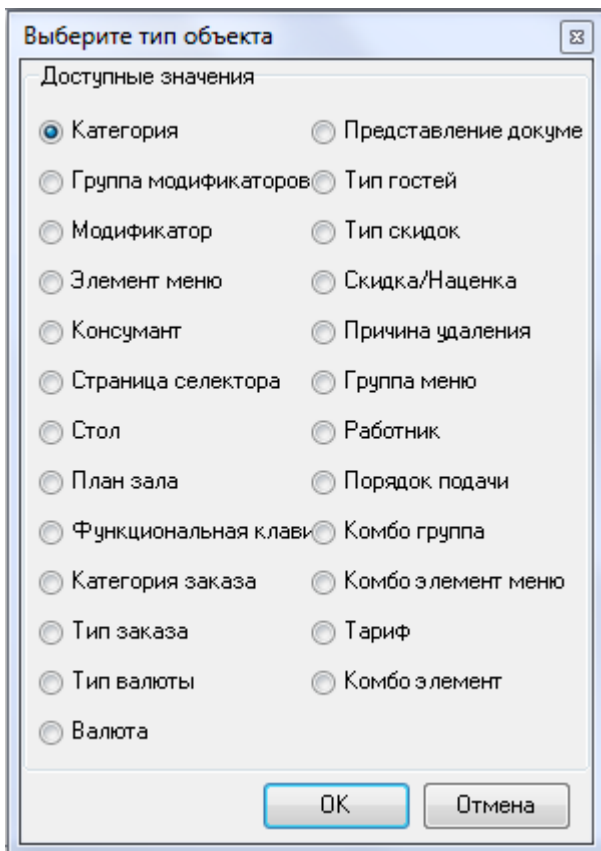 Выберите тип объекта
Доступные значения
Категория
Группа модификаторов
Модификатор
Элемент меню
Консумант
Страница селектора
Стол
План зала
Функциональная клави
Категория заказа
Тип заказа
Тип валюты
Валюта
Представление докуме
Тип гостей
Тип скидок
Скидка/Наценка
Причина удаления
Группа меню
Работник
Порядок подачи
Комбо группа
Комбо элемент меню
Тариф
Комбо элемент
OK
Отмена